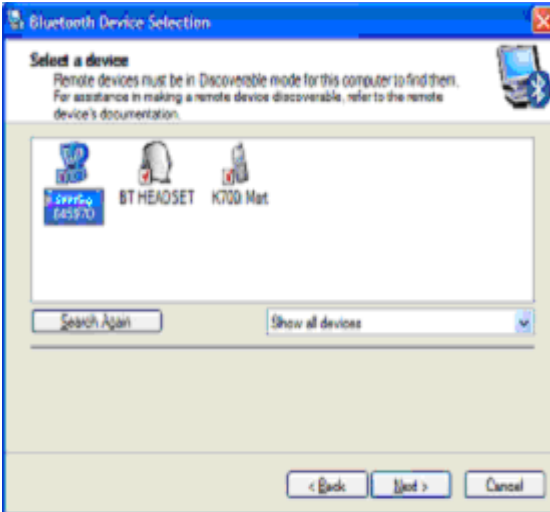 Bluetooth Device Selection
Select a device
Remote devices must be in Discoverable mode for this computer to find them.
For assistance in making a remote device discoverable, refer to the remote
device's documentation.
BT HEADSET K700 Mart
Search Again Show all devices
< Back Next > Cancel